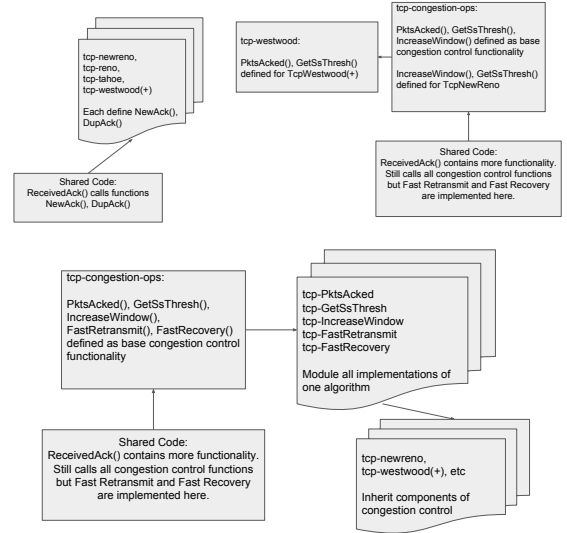 tcp-newreno,
tcp-reno,
tcp-tahoe,
tcp-westwood(+)
Each define NewAck(),
DupAck()
Shared Code:
ReceivedAck() calls functions
NewAck(), DupAck()
tcp-westwood:
PktsAcked(), GetSsThresh()
defined for TcpWestwood(+)
tcp-congestion-ops:
PktsAcked(), GetSsThresh(),
IncreaseWindow() defined as base
congestion control functionality
IncreaseWindow(), GetSsThresh()
defined for TcpNewReno
Shared Code:
ReceivedAck() contains more functionality.
Still calls all congestion control functions
but Fast Retransmit and Fast Recovery
are implemented here.
tcp-congestion-ops:
PktsAcked(), GetSsThresh(),
IncreaseWindow(),
FastRetransmit(), FastRecovery()
defined as base congestion control
functionality
Shared Code:
ReceivedAck() contains more functionality.
Still calls all congestion control functions
but Fast Retransmit and Fast Recovery
are implemented here.
tcp-PktsAcked
tcp-GetSsThresh
tcp-IncreaseWindow
tcp-FastRetransmit
tcp-FastRecovery
Module all implementations of
one algorithm
tcp-newreno,
tcp-westwood(+), etc
Inherit components of
congestion control